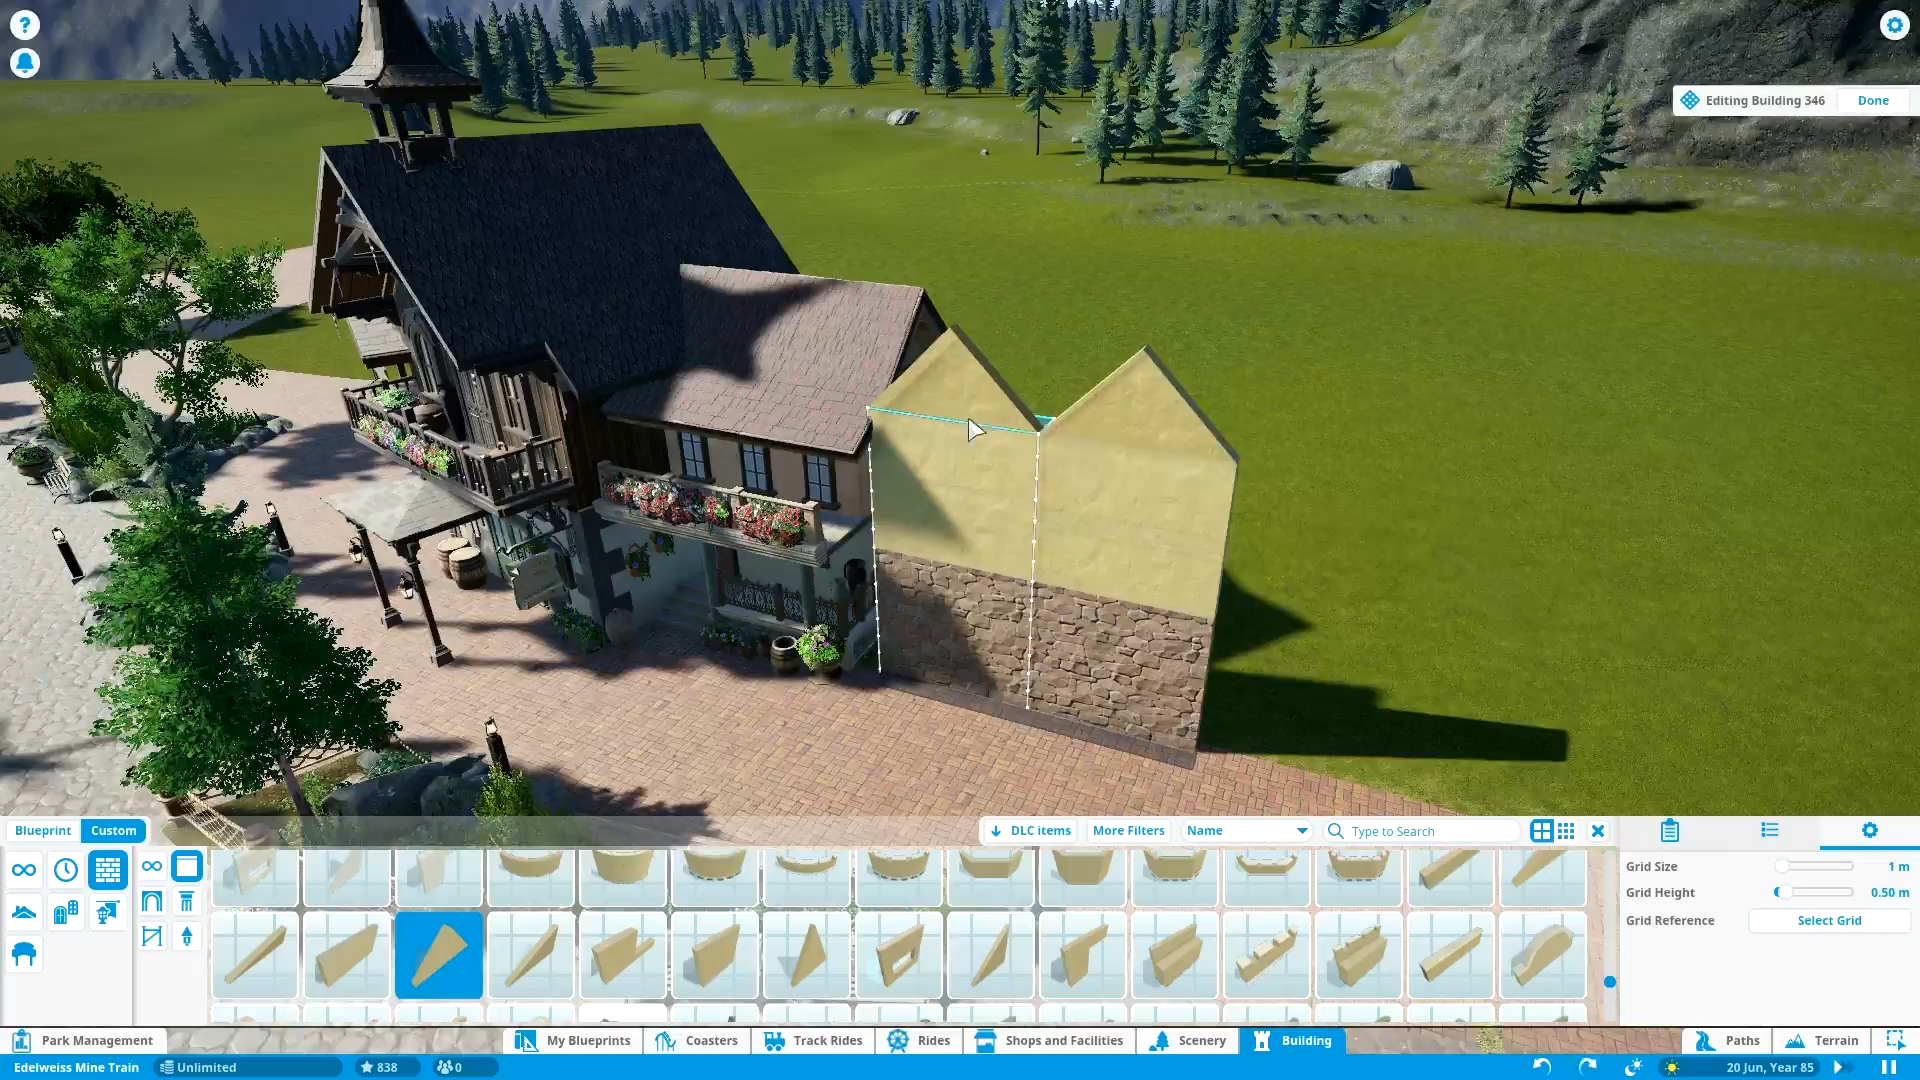 ?
Editing Building 346 Done
Blueprint Custom
DLC items More Filters Name Type to Search
Grid Size 1 m
Grid Height 0.50 m
Grid Reference Select Grid
Park Management My Blueprints Coasters Track Rides Rides Shops and Facilities Scenery Building Paths Terrain
Edelweiss Mine Train Unlimited 838 0 20 Jun, Year 85